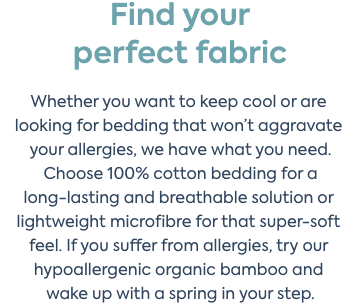 Find your
perfect fabric
Whether you want to keep cool or are
looking for bedding that won't aggravate
your allergies, we have what you need.
Choose 100% cotton bedding for a
long-lasting and breathable solution or
lightweight microfibre for that super-soft
feel. If you suffer from allergies, try our
hypoallergenic organic bamboo and
wake up with a spring in your step.